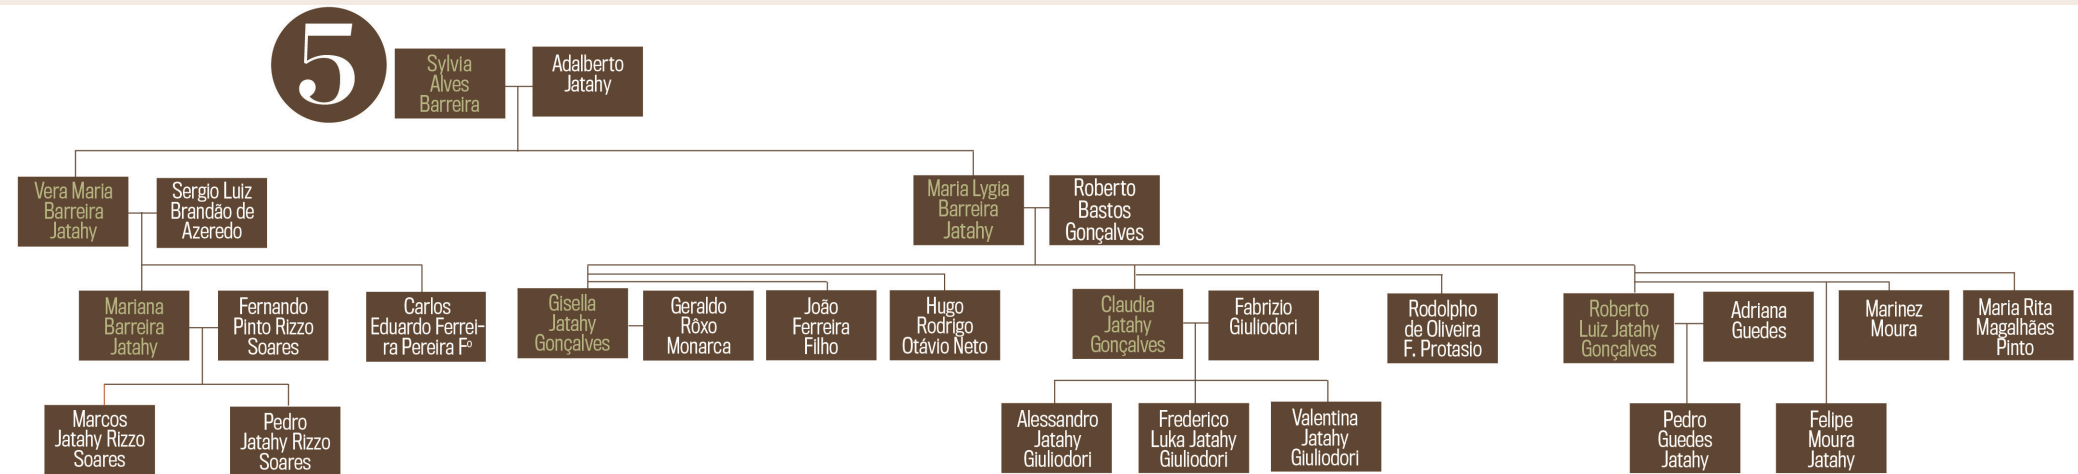 5
Sylvia
Alves
Barreira
Adalberto
Jatahy
Vera Maria
Barreira
Jatahy
Sergio Luiz
Brandão de
Azeredo
Maria Lygia
Barreira
Jatahy
Roberto
Bastos
Gonçalves
Mariana
Barreira
Jatahy
Fernando
Pinto Rizzo
Soares
Carlos
Eduardo Ferrei-
ra Pereira Fº
Gisella
Jatahy
Gonçalves
Geraldo
Rôxo
Monarca
João
Ferreira
Filho
Hugo
Rodrigo
Otávio Neto
Claudia
Jatahy
Gonçalves
Fabrizio
Giuliodori
Rodolpho
de Oliveira
F. Protasio
Roberto
Luiz Jatahy
Gonçalves
Adriana
Guedes
Marinez
Moura
Maria Rita
Magalhães
Pinto
Marcos
Jatahy Rizzo
Soares
Pedro
Jatahy Rizzo
Soares
Alessandro
Jatahy
Giuliodori
Frederico
Luka Jatahy
Giuliodori
Valentina
Jatahy
Giuliodori
Pedro
Guedes
Jatahy
Felipe
Moura
Jatahy